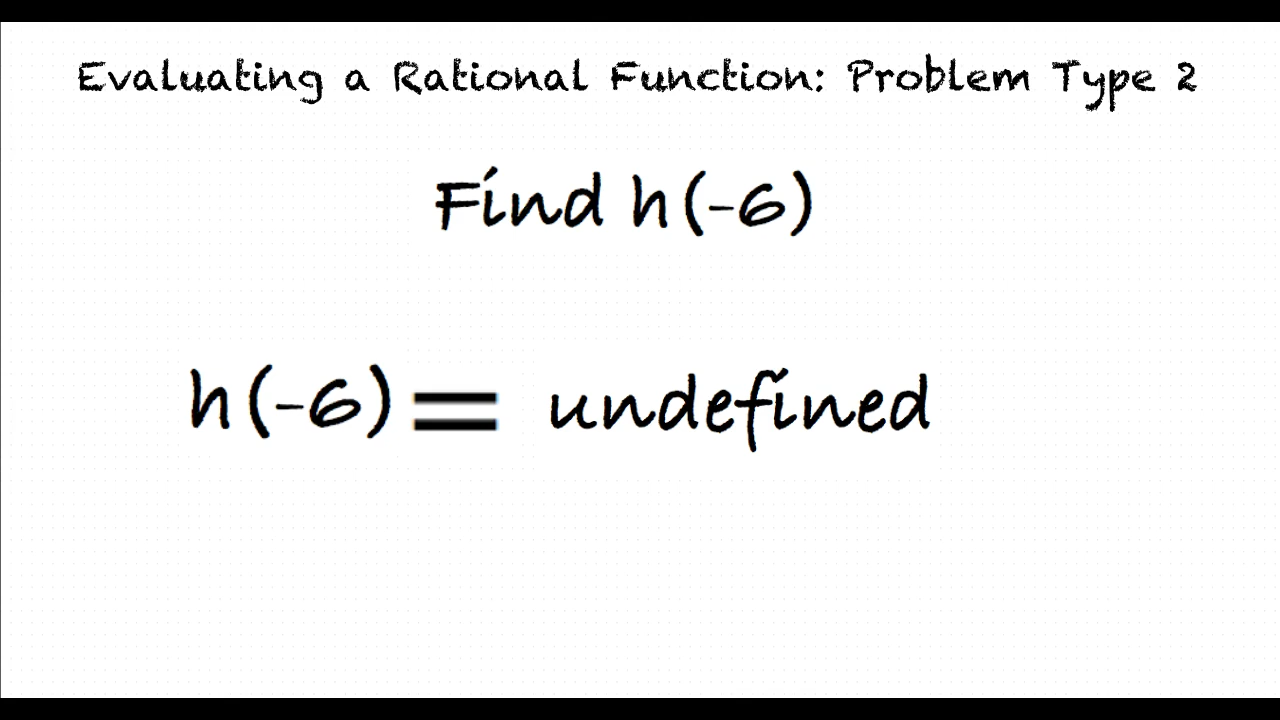 Evaluating a Rational Function: Problem Type 2
Find h(-6)
h(-6) = undefined